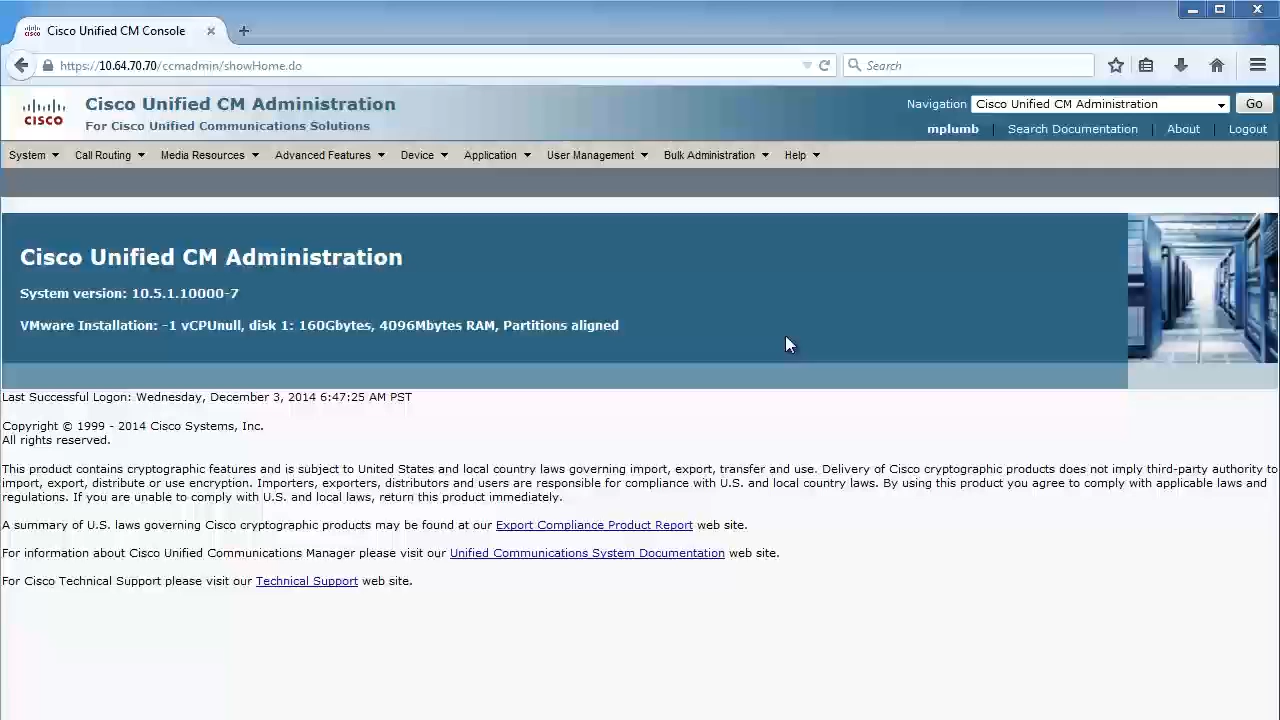 Cisco Unified CM Console
https://10.64.70.70/ccmadmin/showHome.do
Search
CISCO
Cisco Unified CM Administration
For Cisco Unified Communications Solutions
Navigation Cisco Unified CM Administration Go
mplumb | Search Documentation | About | Logout
System Call Routing Media Resources Advanced Features Device Application User Management Bulk Administration Help
Cisco Unified CM Administration
System version: 10.5.1.10000-7
VMware Installation: -1 vCPUnull, disk 1: 160Gbytes, 4096Mbytes RAM, Partitions aligned
Last Successful Logon: Wednesday, December 3, 2014 6:47:25 AM PST
Copyright © 1999 - 2014 Cisco Systems, Inc.
All rights reserved.
This product contains cryptographic features and is subject to United States and local country laws governing import, export, transfer and use. Delivery of Cisco cryptographic products does not imply third-party authority to
import, export, distribute or use encryption. Importers, exporters, distributors and users are responsible for compliance with U.S. and local country laws. By using this product you agree to comply with applicable laws and
regulations. If you are unable to comply with U.S. and local laws, return this product immediately.
A summary of U.S. laws governing Cisco cryptographic products may be found at our Export Compliance Product Report web site.
For information about Cisco Unified Communications Manager please visit our Unified Communications System Documentation web site.
For Cisco Technical Support please visit our Technical Support web site.